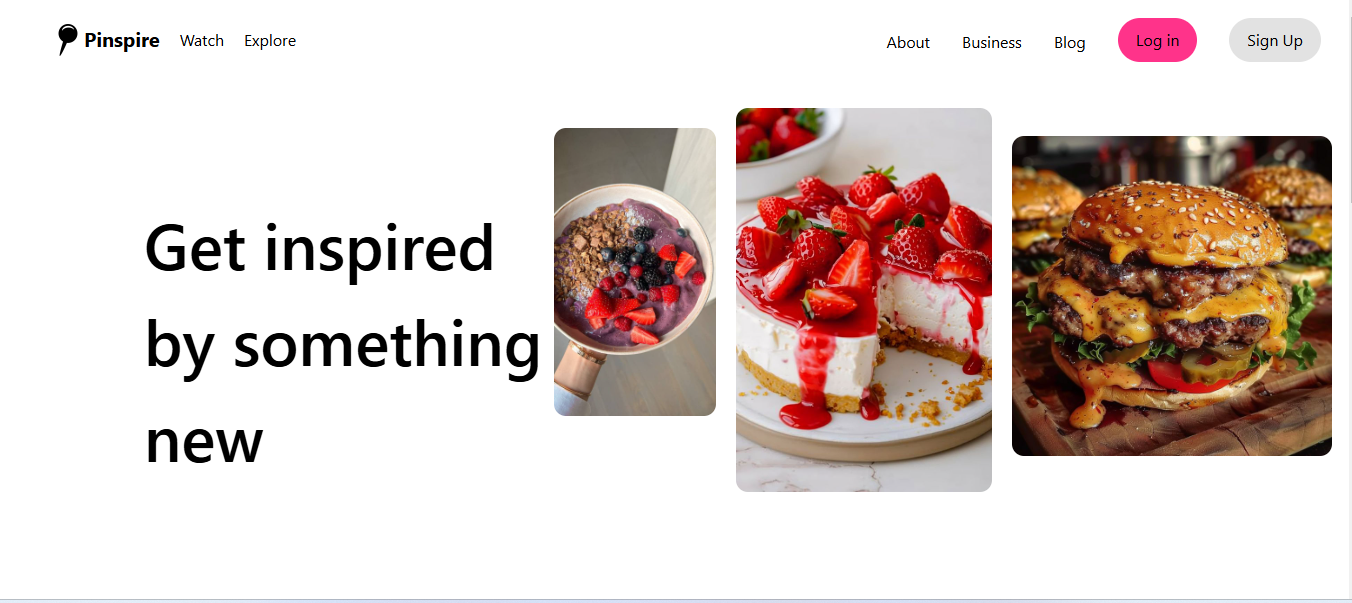 Pinspire Watch Explore About Business Blog Log in Sign Up
Get inspired
by something
new